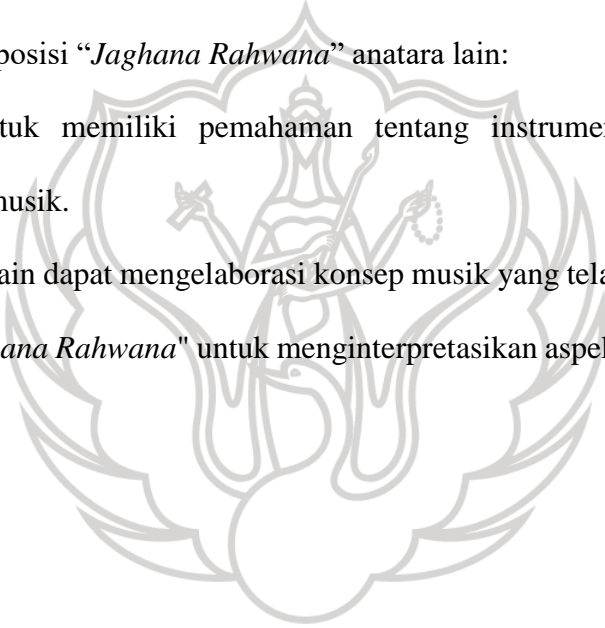 posisi “Jaghana Rahwana” anatara lain:
tuk memiliki pemahaman tentang instrumen
musik.
ain dapat mengelaborasi konsep musik yang tela
ana Rahwana" untuk menginterpretasikan aspek